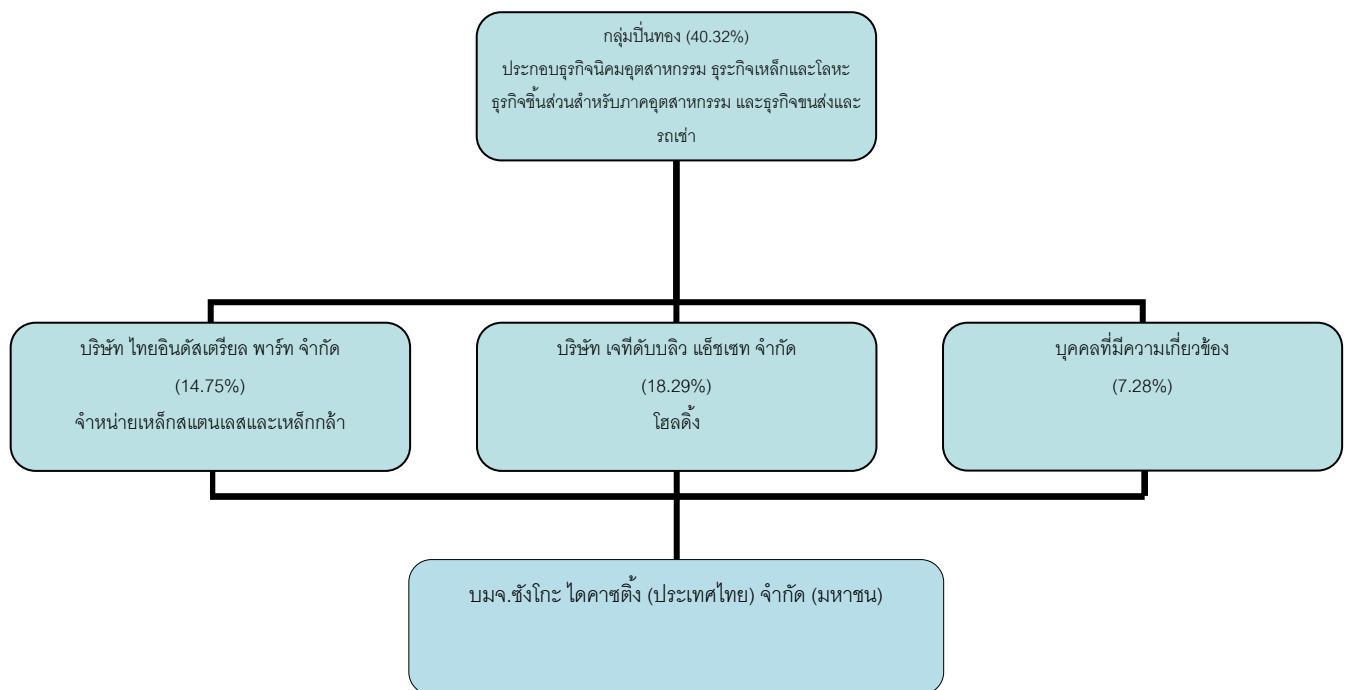 กลุ่มปิ่นทอง (40.32%)
ประกอบธุรกิจนิคมอุตสาหกรรม ธุระกิจเหล็กและโลหะ
ธุรกิจชิ้นส่วนสำหรับภาคอุตสาหกรรม และธุรกิจขนส่งและ
รถเช่า
บริษัท ไทยอินดัสเตรียล พาร์ท จำกัด
(14.75%)
จำหน่ายเหล็กสแตนเลสและเหล็กกล้า
บริษัท เจทีดับบลิว แอ็ชเซท จำกัด
(18.29%)
โฮลดิ้ง
บุคคลที่มีความเกี่ยวข้อง
(7.28%)
บมจ.ซังโกะ ไดคาซติ้ง (ประเทศไทย) จำกัด (มหาชน)